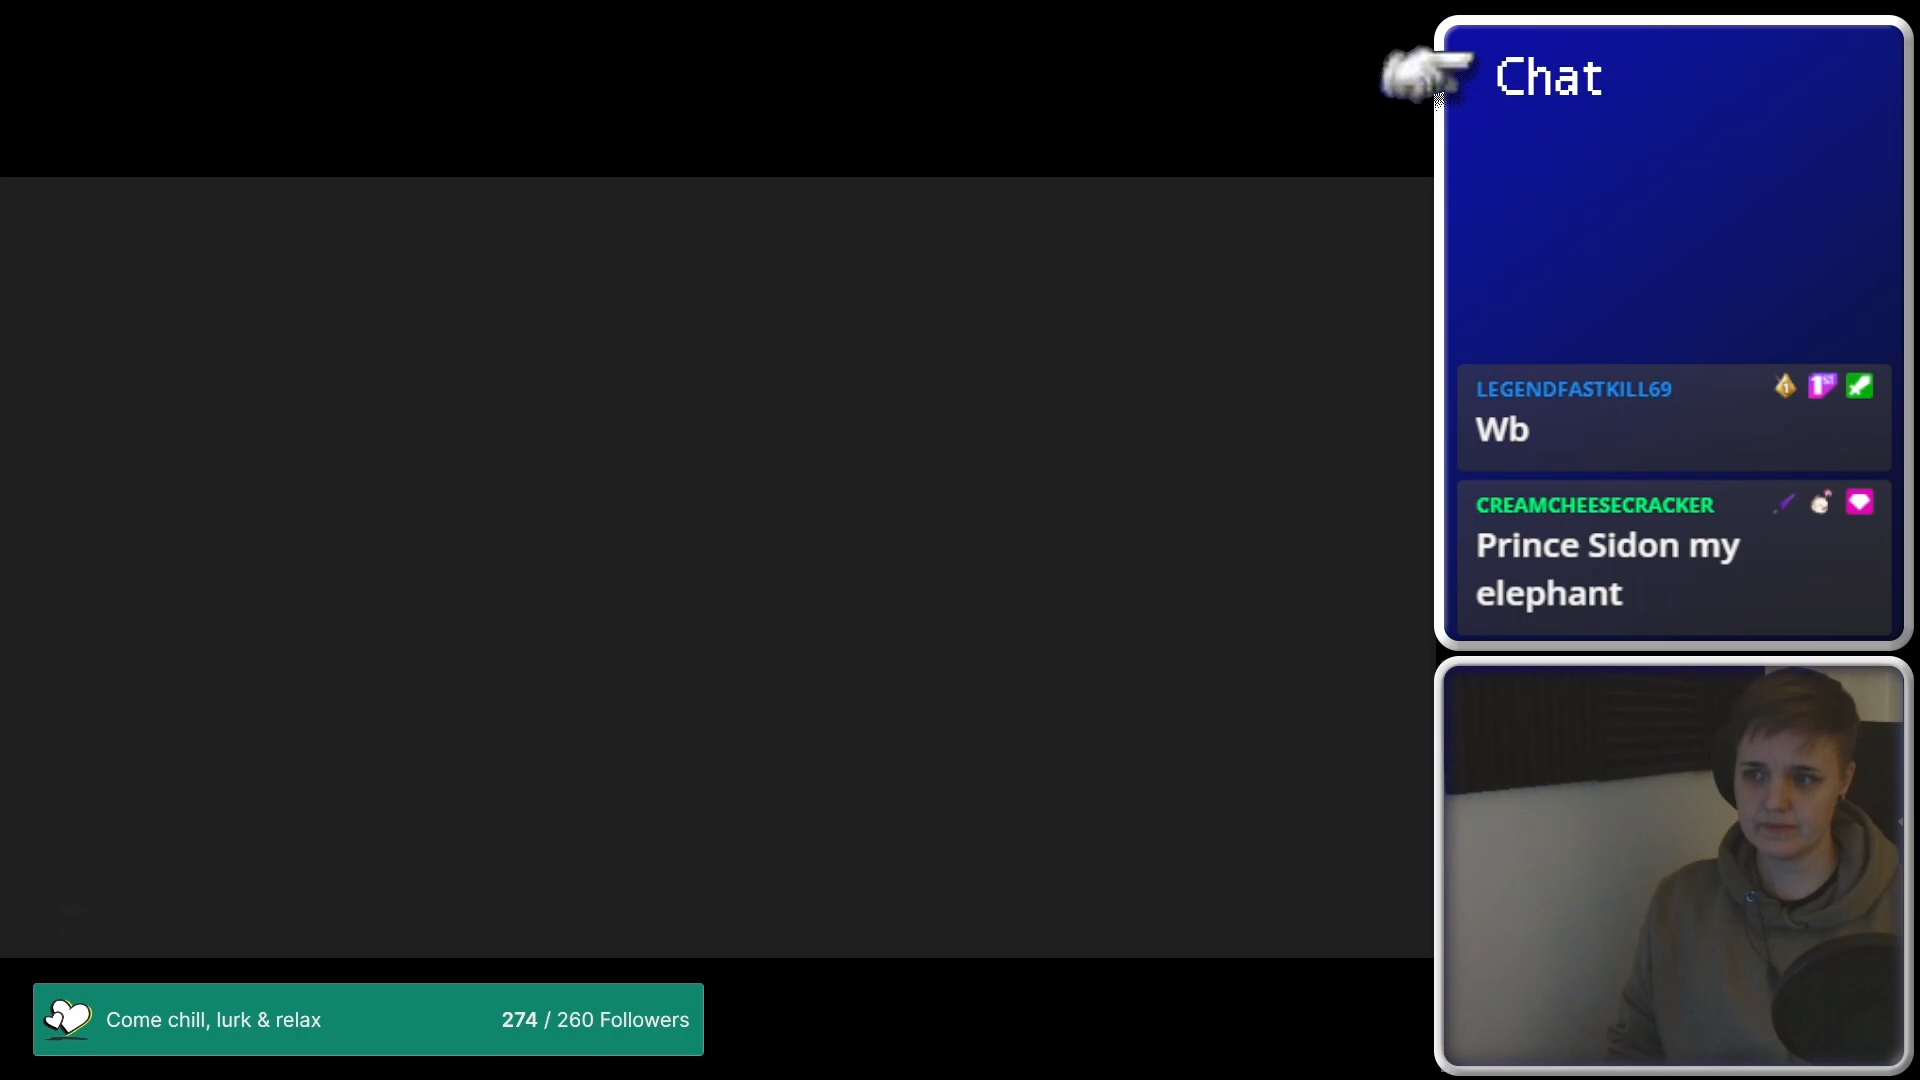 Chat
LEGENDFASTKILL69
Wb
CREAMCHEESECRACKER
Prince Sidon my
elephant
Come chill, lurk & relax
274 / 260 Followers